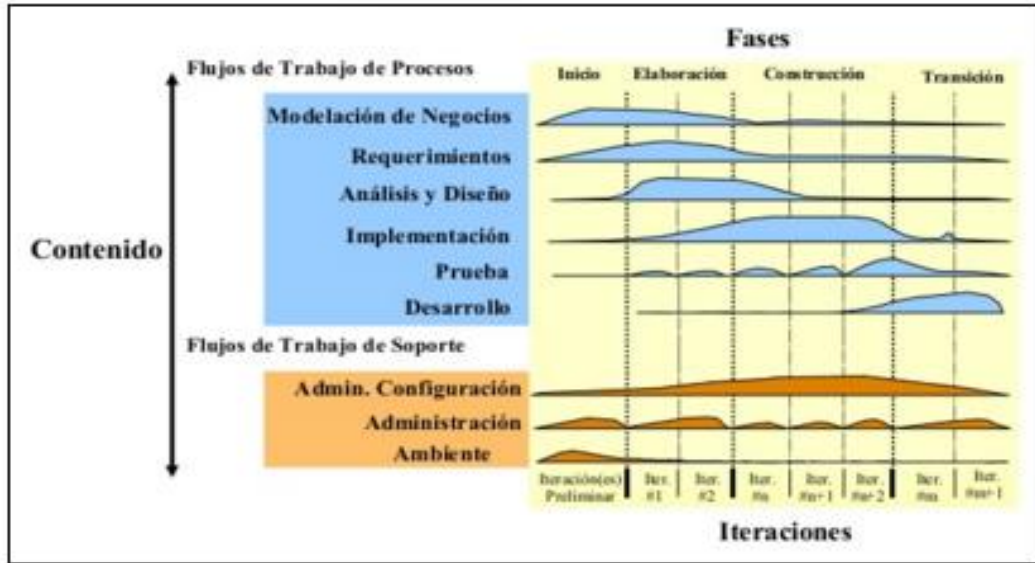 Fases
Flujos de Trabajo de Procesos
Inicio Elaboración Construcción Transición
Modelación de Negocios
Requerimientos
Análisis y Diseño
Implementación
Contenido
Prueba
Desarrollo
Flujos de Trabajo de Soporte
Admin. Configuración
Administración
Ambiente
Iteración(es) Iter. Iter. Iter. Iter. Iter. Iter. Iter.
Preliminar #1 #2 #n #n+1 #n+2 #m #m+1
Iteraciones